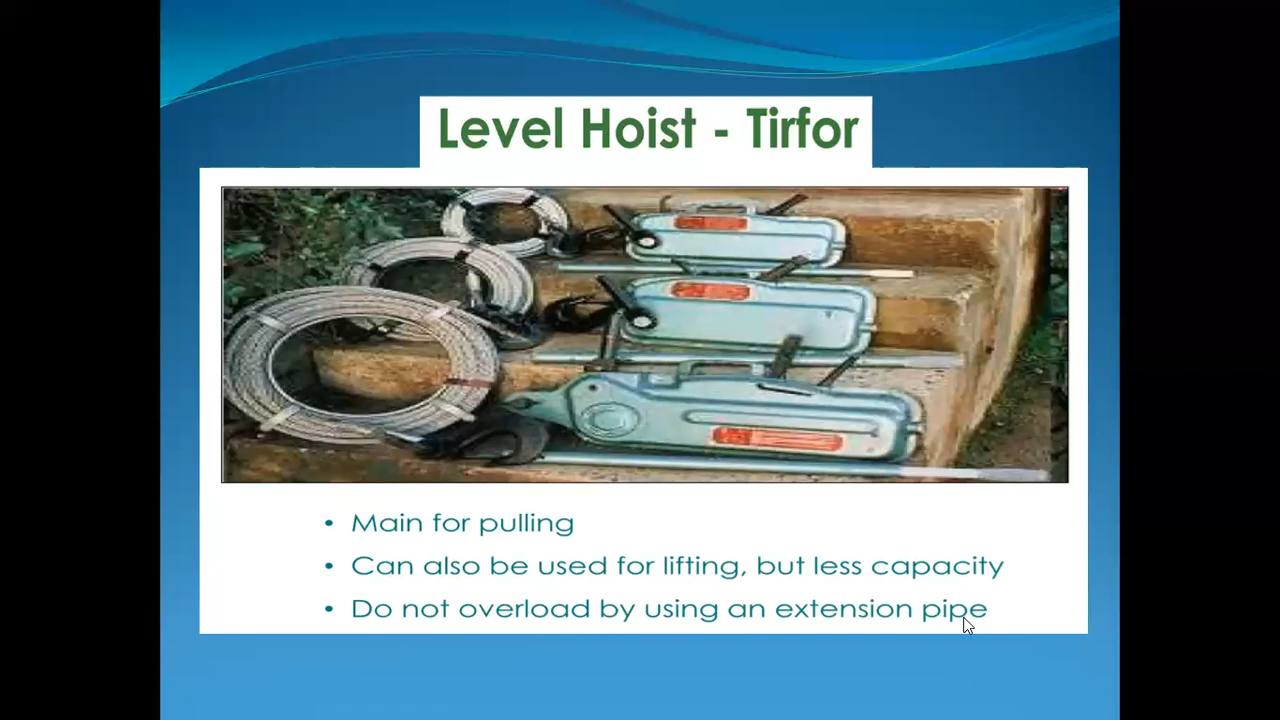 Level Hoist - Tirfor
• Main for pulling
• Can also be used for lifting, but less capacity
• Do not overload by using an extension pipe